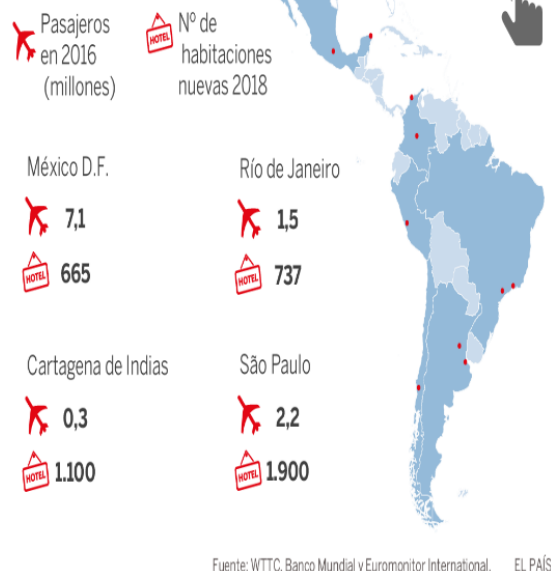 Pasajeros
en 2016
(millones)
HOTEL
Nº de
habitaciones
nuevas 2018
México D.F.
7,1
HOTEL 665
Río de Janeiro
1,5
HOTEL 737
Cartagena de Indias
0,3
HOTEL 1.100
São Paulo
2,2
HOTEL 1.900
Fuente: WTTC, Banco Mundial y Euromonitor International. EL PAÍS